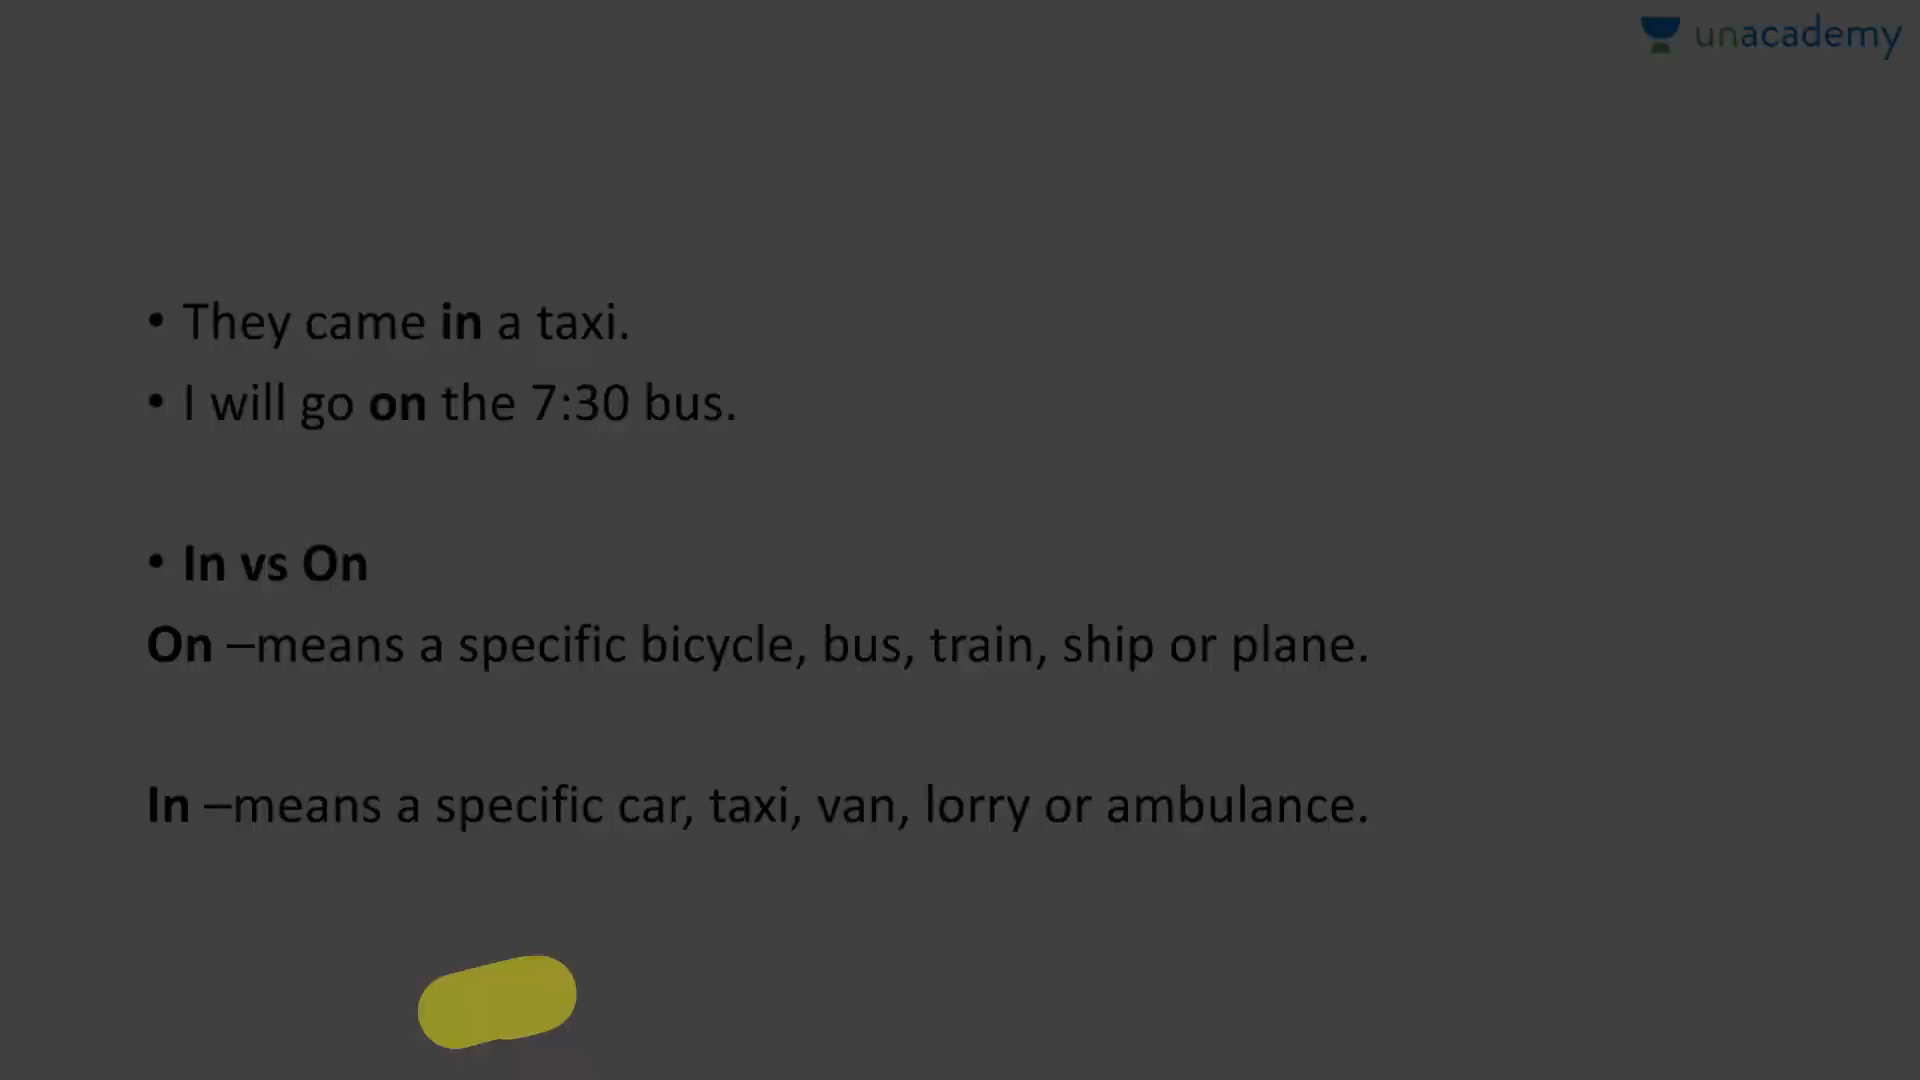 unacademy
• They came in a taxi.
• I will go on the 7:30 bus.
• In vs On
On –means a specific bicycle, bus, train, ship or plane.
In –means a specific car, taxi, van, lorry or ambulance.